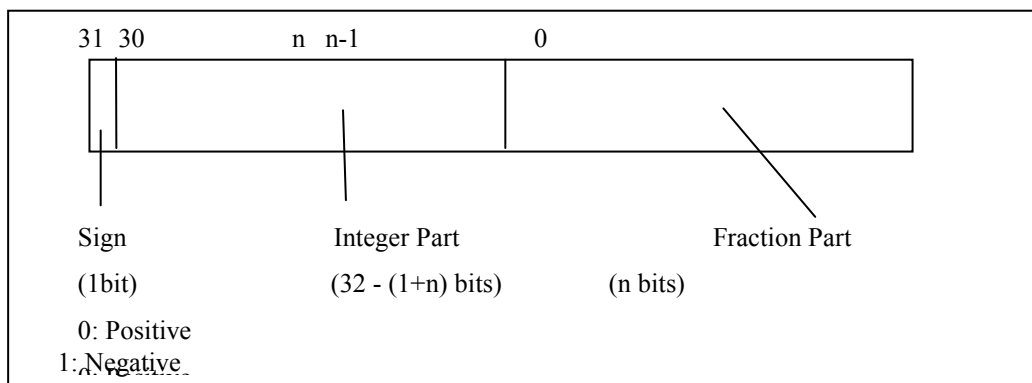 31 30 n n-1 0
Sign Integer Part Fraction Part
(1bit) (32 - (1+n) bits) (n bits)
0: Positive
1: Negative